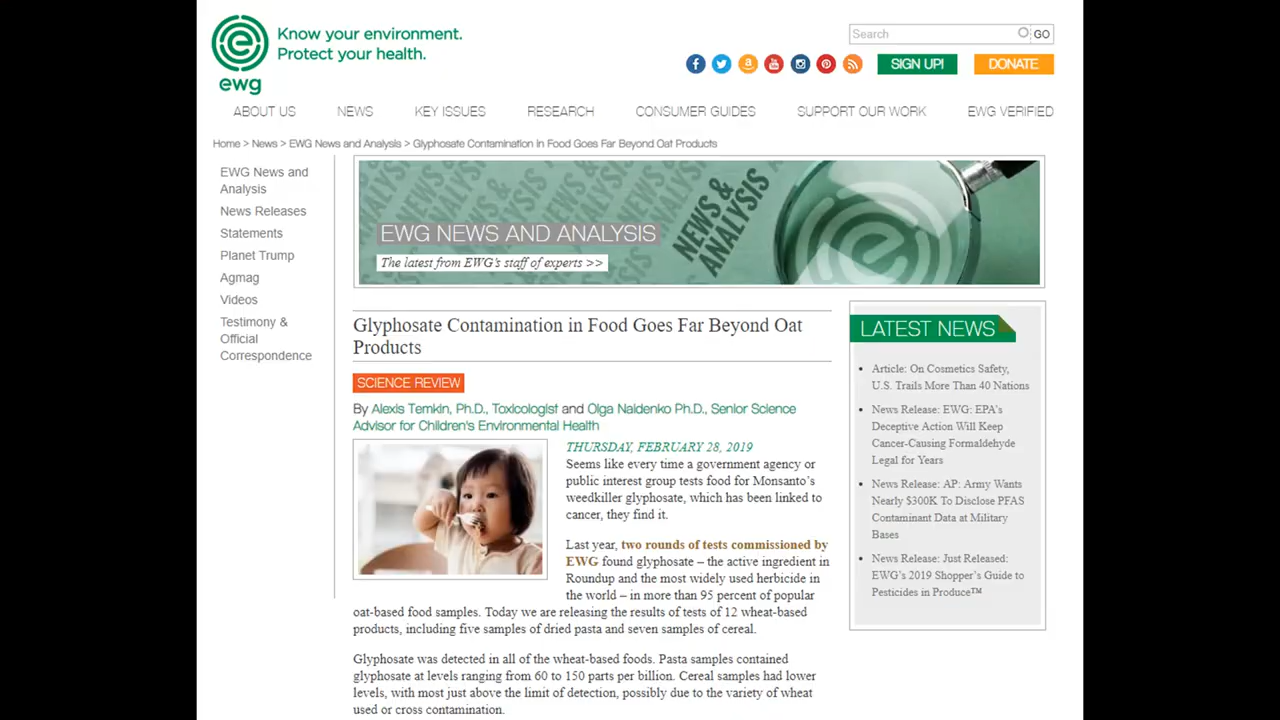 Know your environment.
Protect your health.
ewg
Search
GO
SIGN UP!
DONATE
ABOUT US
NEWS
KEY ISSUES
RESEARCH
CONSUMER GUIDES
SUPPORT OUR WORK
EWG VERIFIED
Home > News > EWG News and Analysis > Glyphosate Contamination In Food Goes Far Beyond Oat Products
EWG News and
Analysis
News Releases
Statements
Planet Trump
Agmag
Videos
Testimony &
Official
Correspondence
EWG NEWS AND ANALYSIS
The latest from EWG's staff of experts >>
NEWS &
ANALYSIS
Glyphosate Contamination in Food Goes Far Beyond Oat
Products
SCIENCE REVIEW
By Alexis Temkin, Ph.D., Toxicologist and Olga Naidenko Ph.D., Senior Science
Advisor for Children's Environmental Health
THURSDAY, FEBRUARY 28, 2019
Seems like every time a government agency or
public interest group tests food for Monsanto's
weedkiller glyphosate, which has been linked to
cancer, they find it.
Last year, two rounds of tests commissioned by
EWG found glyphosate – the active ingredient in
Roundup and the most widely used herbicide in
the world – in more than 95 percent of popular
oat-based food samples. Today we are releasing the results of tests of 12 wheat-based
products, including five samples of dried pasta and seven samples of cereal.
Glyphosate was detected in all of the wheat-based foods. Pasta samples contained
glyphosate at levels ranging from 60 to 150 parts per billion. Cereal samples had lower
levels, with most just above the limit of detection, possibly due to the variety of wheat
used or cross contamination.
LATEST NEWS
Article: On Cosmetics Safety,
U.S. Trails More Than 40 Nations
News Release: EWG: EPA's
Deceptive Action Will Keep
Cancer-Causing Formaldehyde
Legal for Years
News Release: AP: Army Wants
Nearly $300K To Disclose PFAS
Contaminant Data at Military
Bases
News Release: Just Released:
EWG's 2019 Shopper's Guide to
Pesticides in Produce™